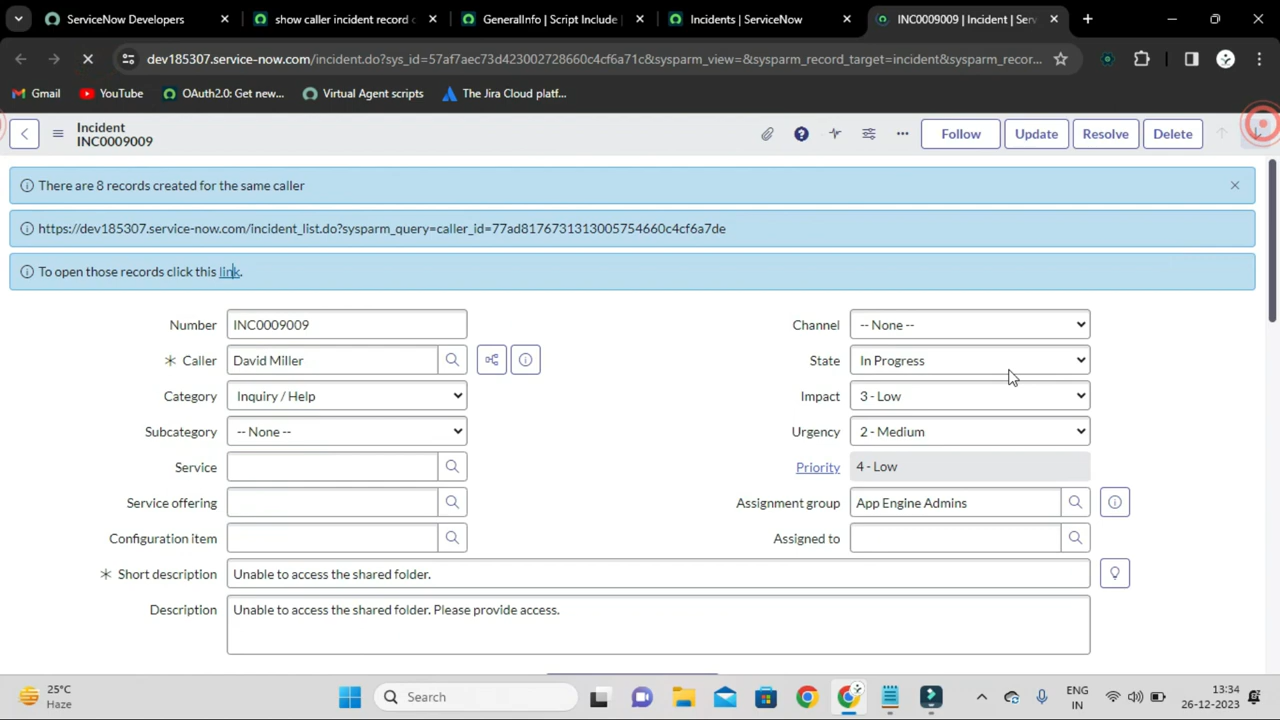 ServiceNow Developers
show caller incident record
GeneralInfo | Script Include
Incidents | ServiceNow
INC0009009 | Incident | Serv
dev185307.service-now.com/incident.do?sys_id=57af7aec73d423002728660c4cf6a71c&sysparm_view=&sysparm_record_target=incident&sysparm_recor...
Gmail
YouTube
OAuth2.0: Get new...
Virtual Agent scripts
The Jira Cloud platf...
Incident
INC0009009
Follow
Update
Resolve
Delete
There are 8 records created for the same caller
https://dev185307.service-now.com/incident_list.do?sysparm_query=caller_id=77ad8176731313005754660c4cf6a7de
To open those records click this link.
Number INC0009009
Channel -- None --
Caller David Miller
State In Progress
Category Inquiry / Help
Impact 3 - Low
Subcategory -- None --
Urgency 2 - Medium
Service
Priority 4 - Low
Service offering
Assignment group App Engine Admins
Configuration item
Assigned to
Short description Unable to access the shared folder.
Description Unable to access the shared folder. Please provide access.
25°C
Haze
Search
ENG
IN
13:34
26-12-2023